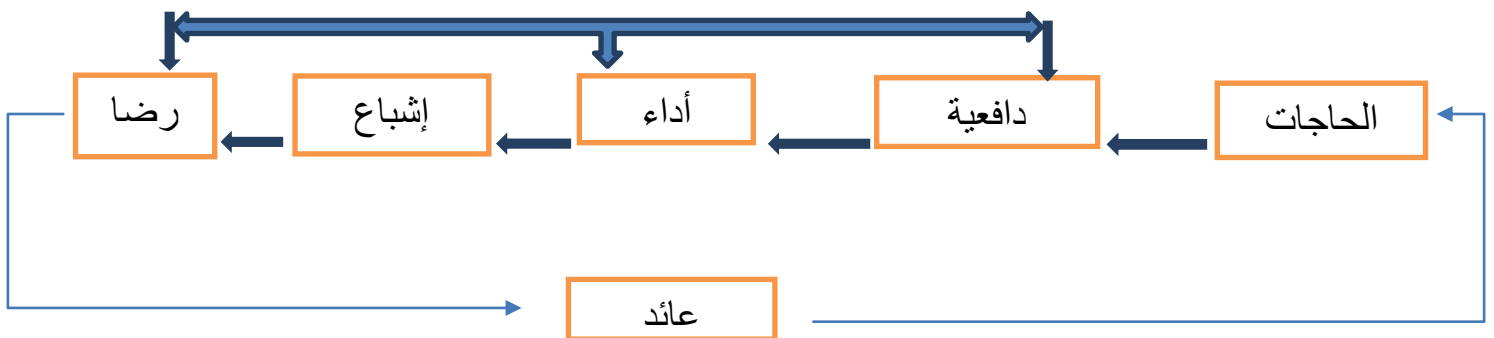 الحاجات
دافعية
أداء
إشباع
رضا
عائد